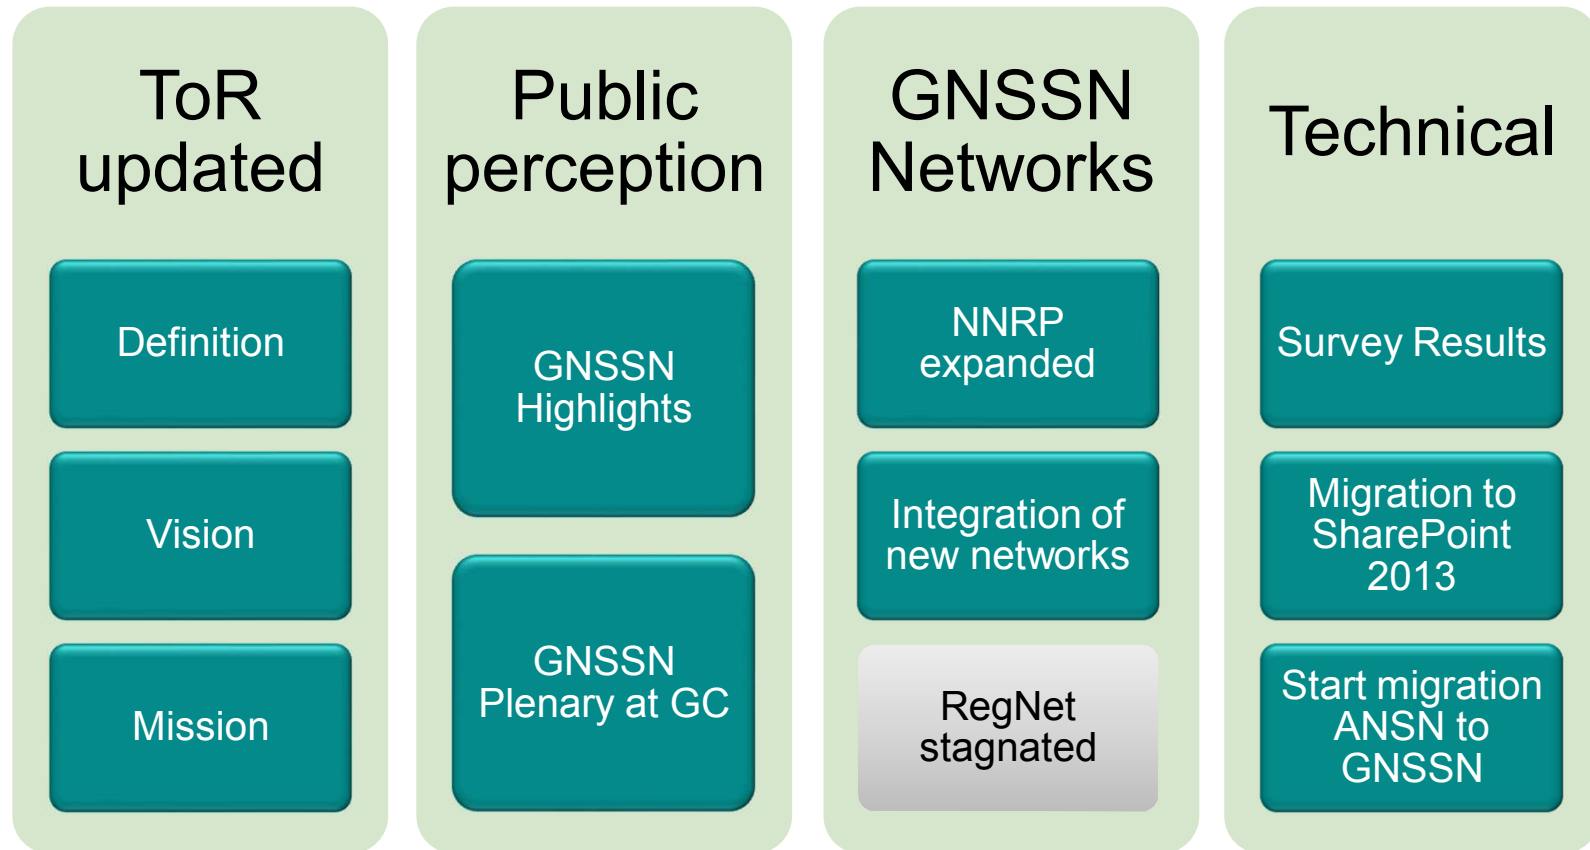 ToR
updated
Definition
Vision
Mission
Public
perception
GNSSN
Highlights
GNSSN
Plenary at GC
GNSSN
Networks
NNRP
expanded
Integration of
new networks
RegNet
stagnated
Technical
Survey Results
Migration to
SharePoint
2013
Start migration
ANSN to
GNSSN